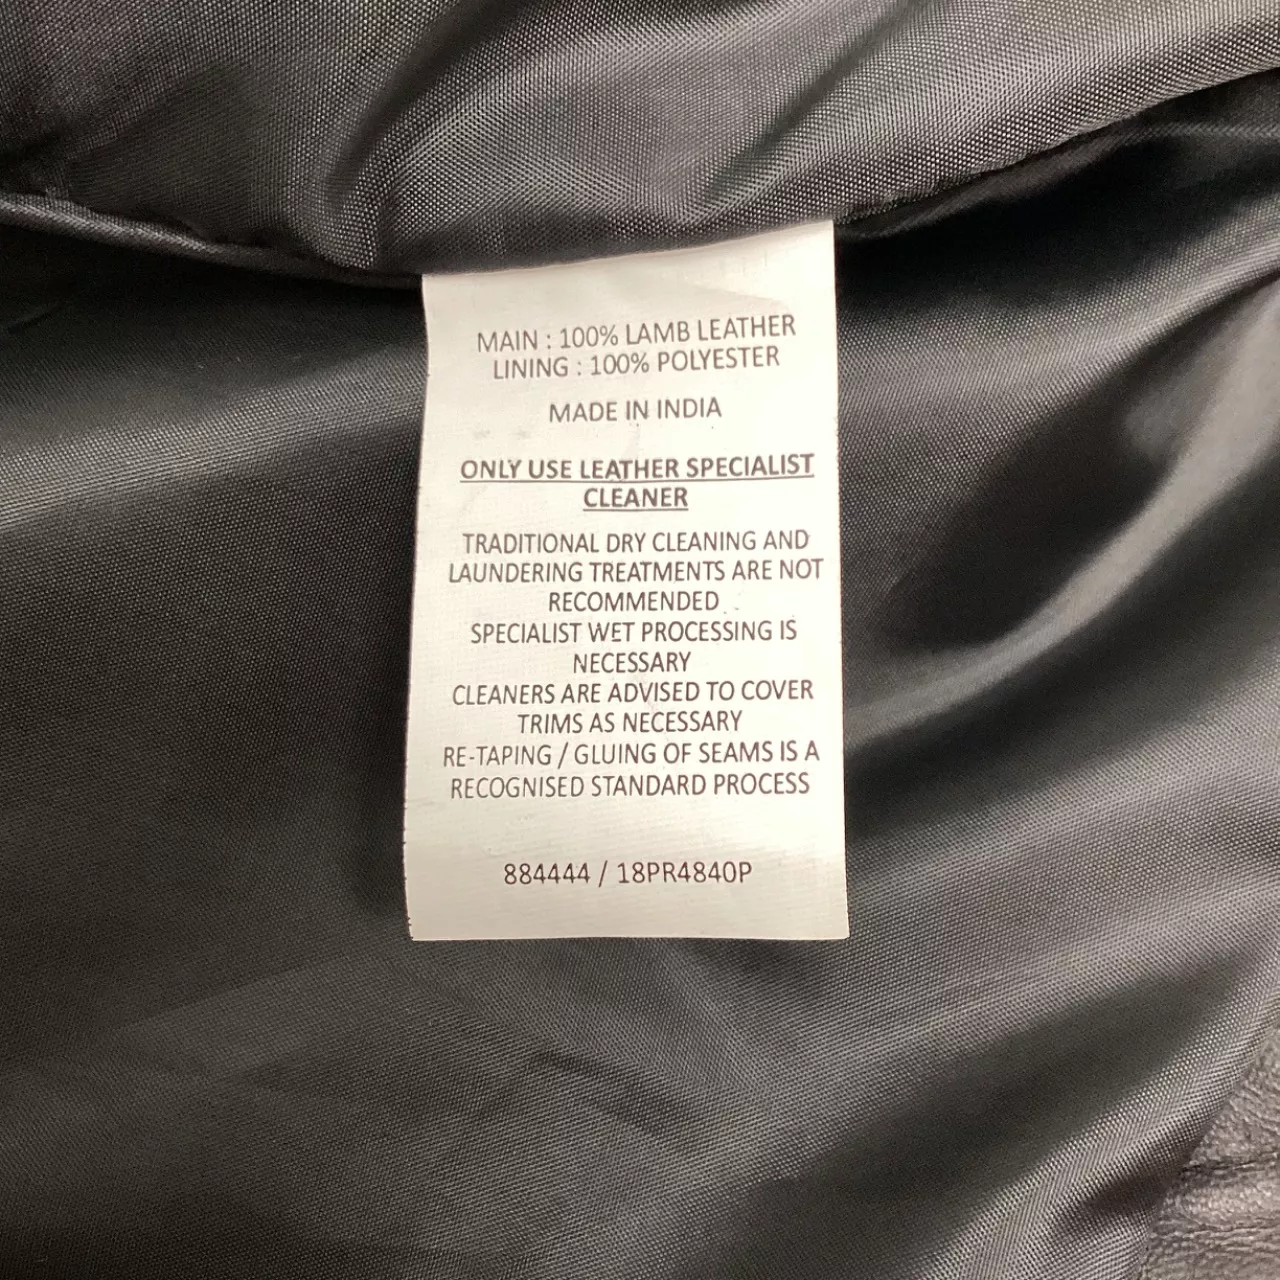 MAIN : 100% LAMB LEATHER
LINING : 100% POLYESTER
MADE IN INDIA
ONLY USE LEATHER SPECIALIST
CLEANER
TRADITIONAL DRY CLEANING AND
LAUNDERING TREATMENTS ARE NOT
RECOMMENDED
SPECIALIST WET PROCESSING IS
NECESSARY
CLEANERS ARE ADVISED TO COVER
TRIMS AS NECESSARY
RE-TAPING / GLUING OF SEAMS IS A
RECOGNISED STANDARD PROCESS
884444 / 18PR4840P